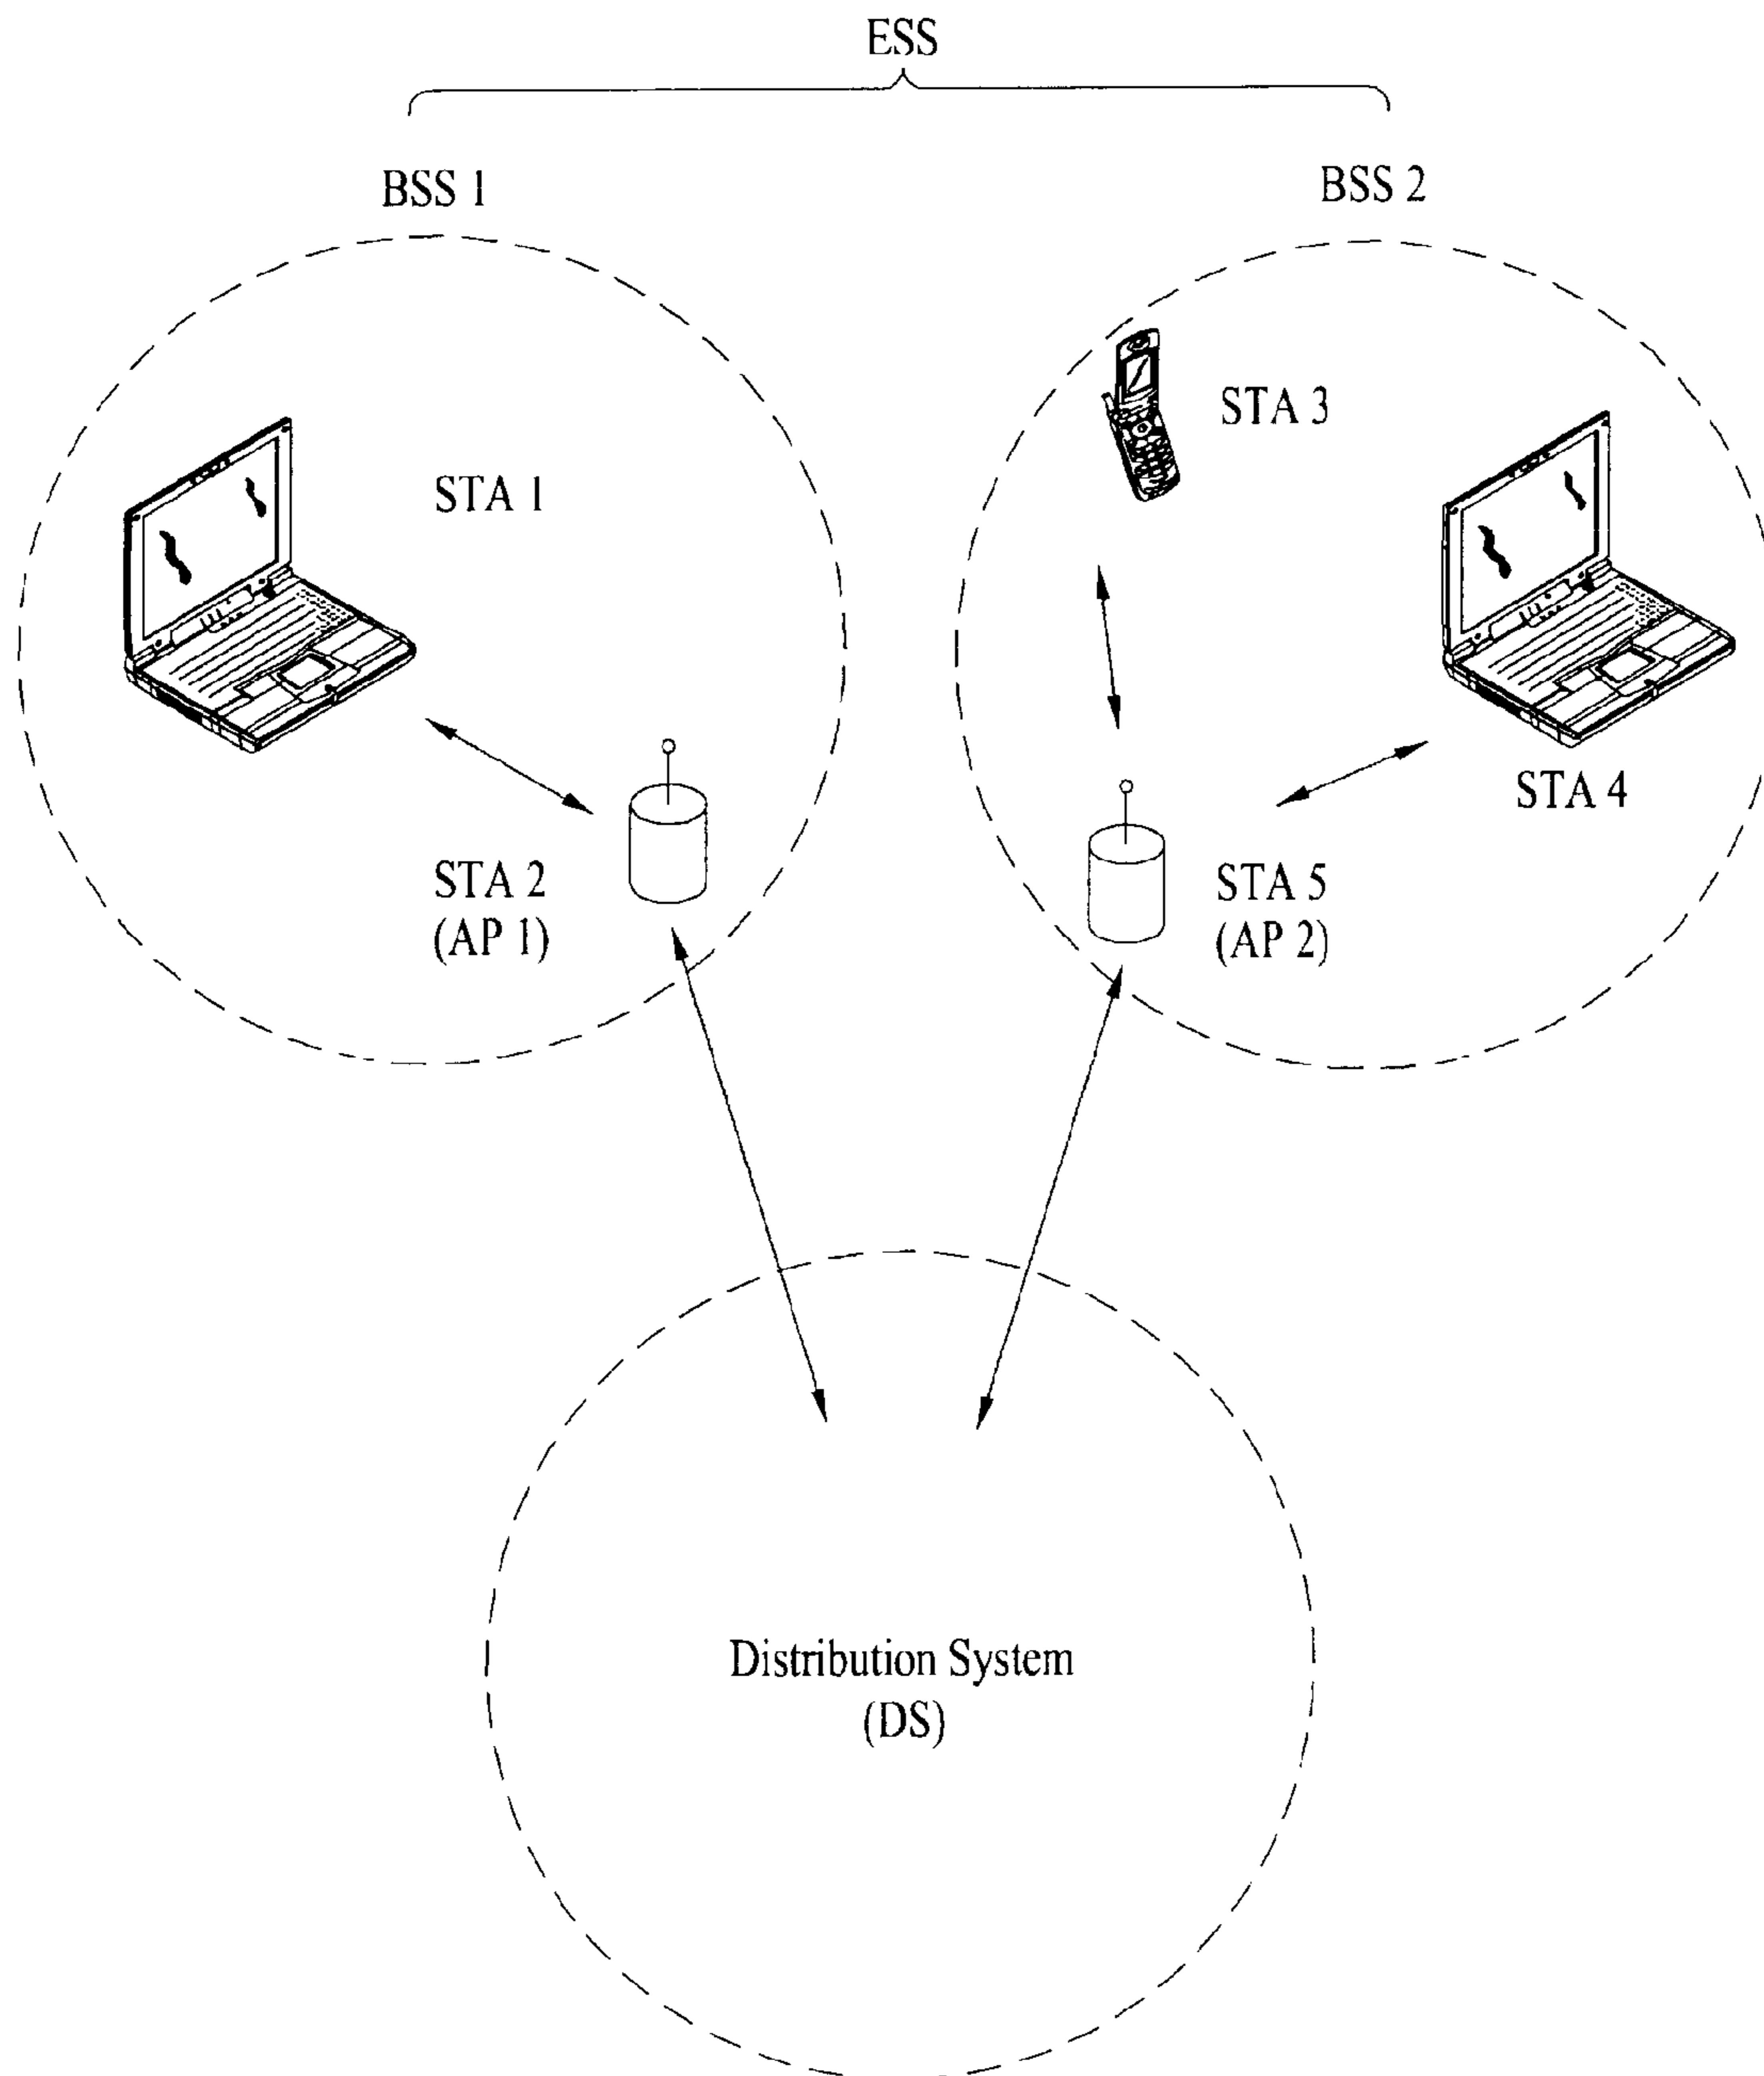 ESS
BSS 1
BSS 2
STA 3
STA 1
STA 4
STA 2
(AP 1)
STA 5
(AP 2)
Distribution System
(DS)